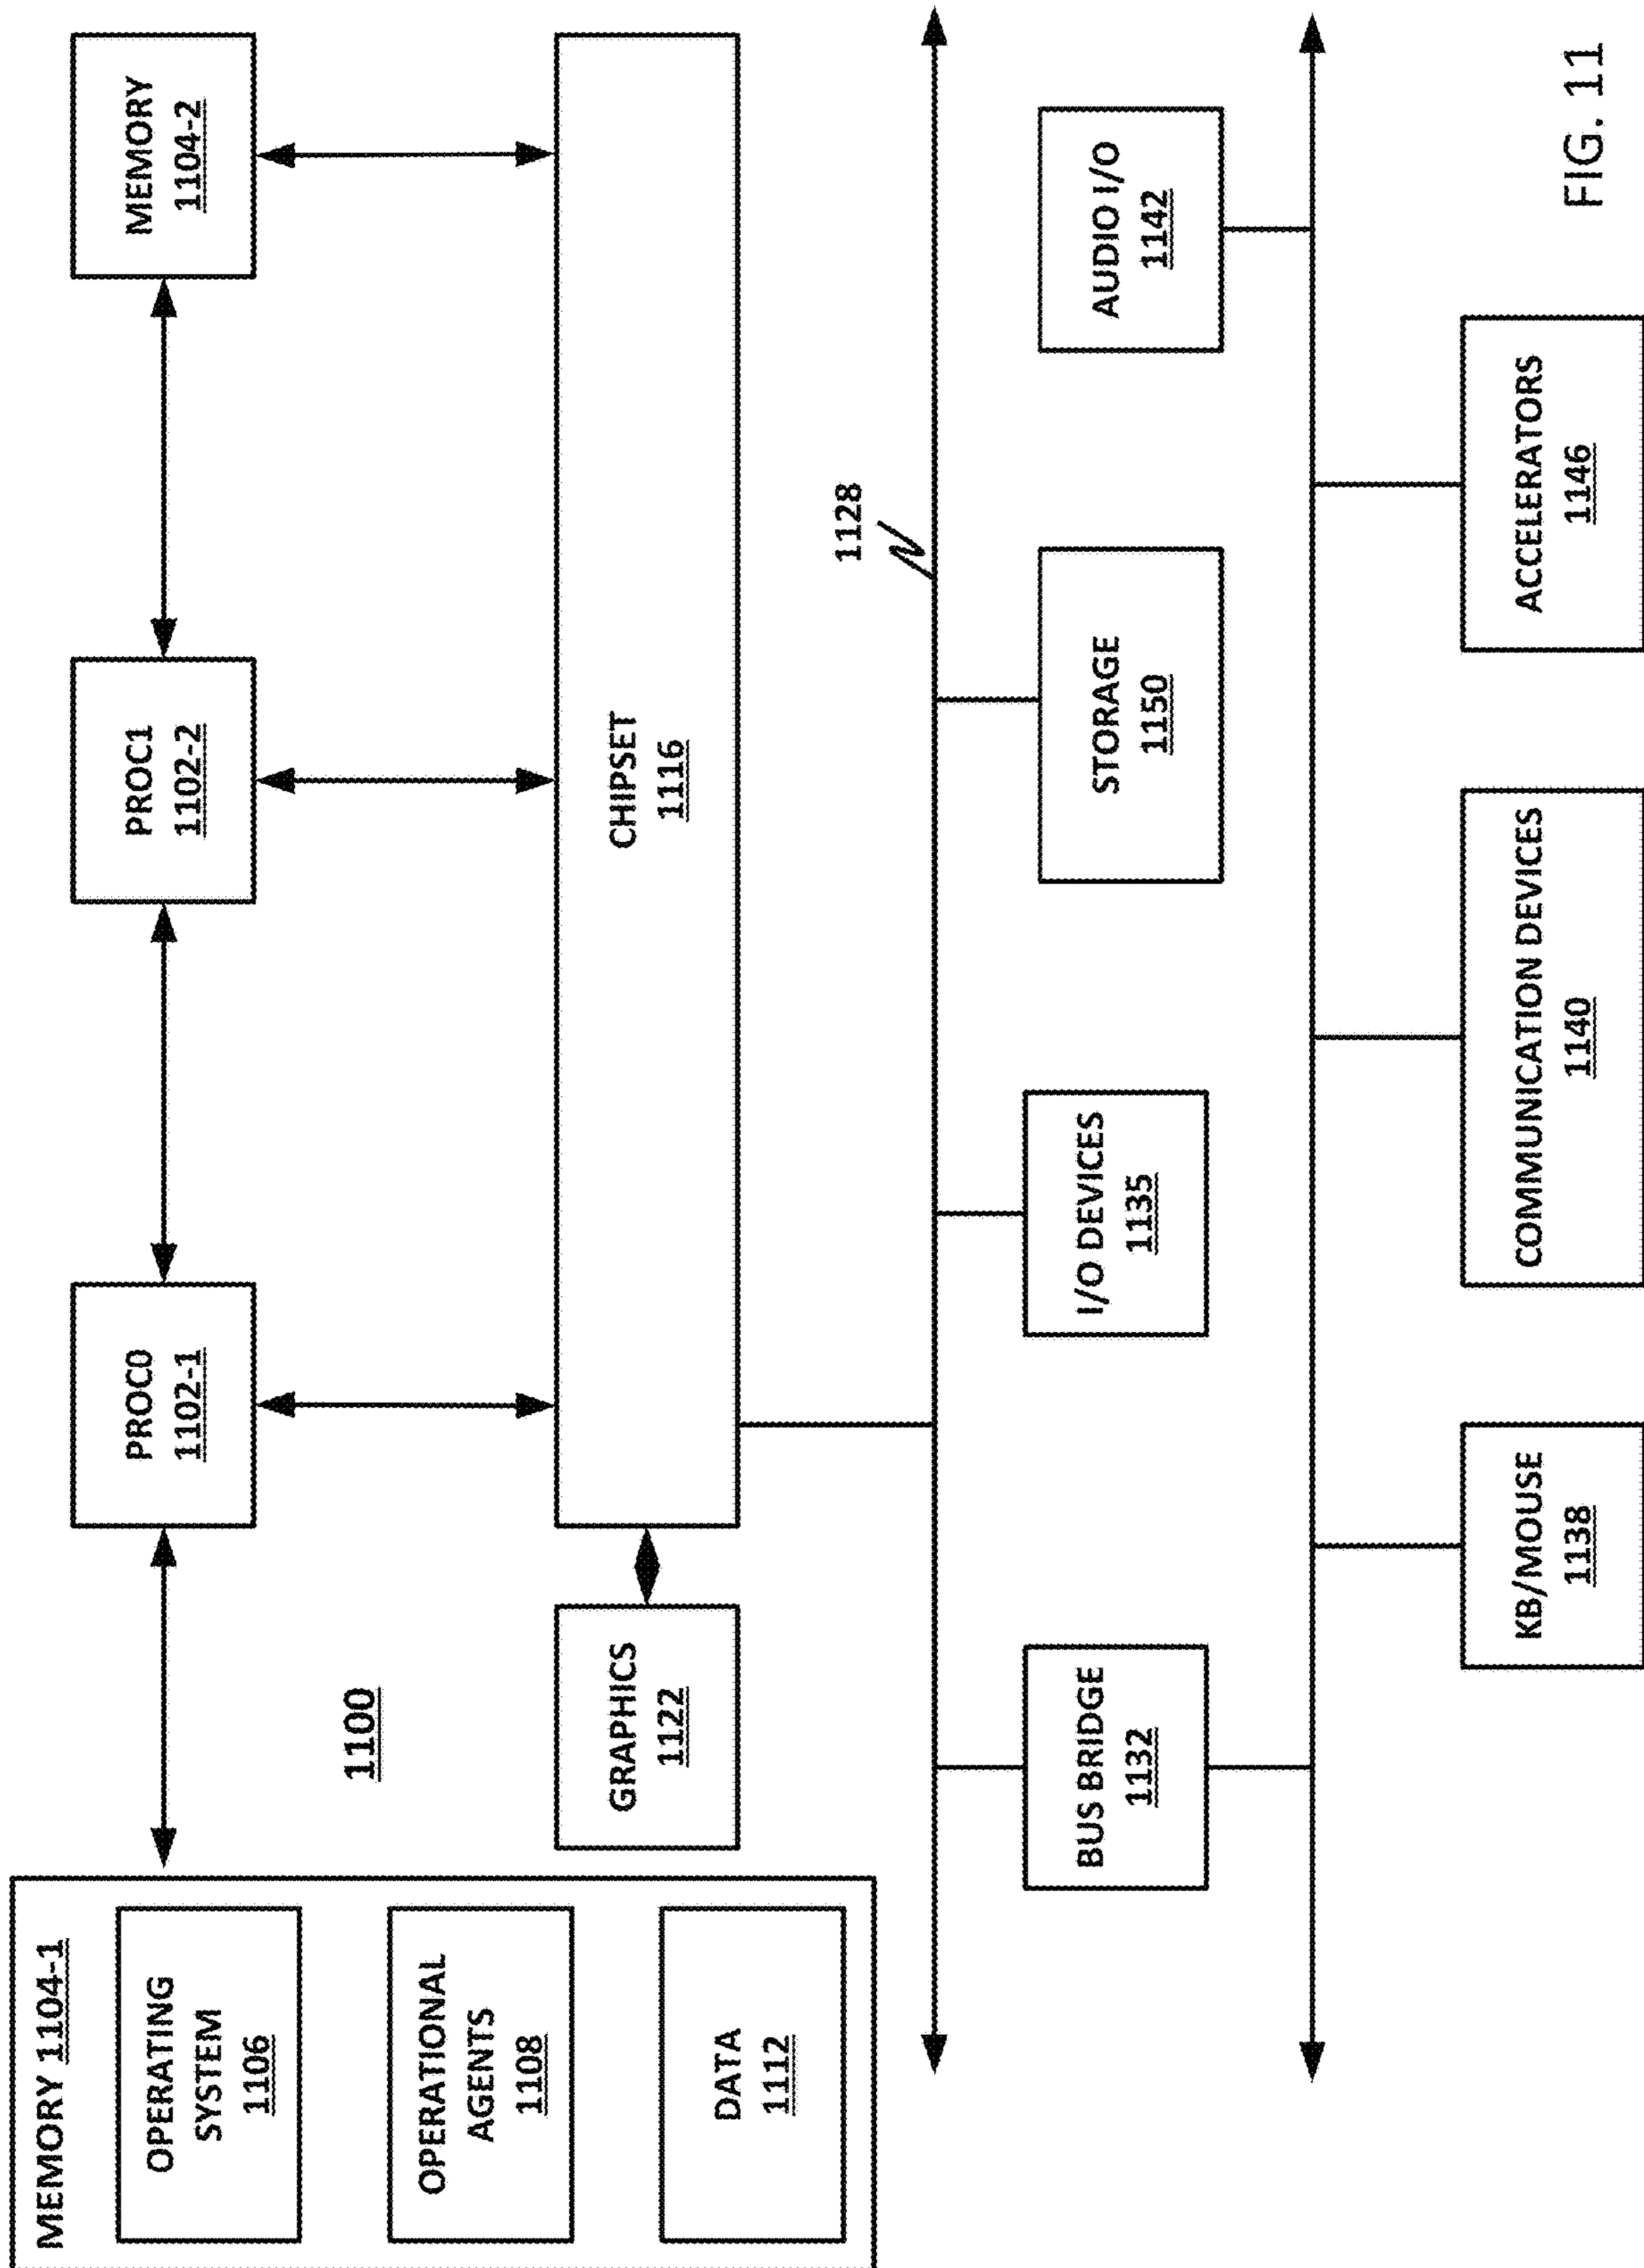 MEMORY 1104-1
OPERATING
SYSTEM
1106
OPERATIONAL
AGENTS
1108
DATA
1112
PROC0
1102-1
PROC1
1102-2
MEMORY
1104-2
1100
GRAPHICS
1122
CHIPSET
1116
1128
BUS BRIDGE
1132
I/O DEVICES
1135
STORAGE
1150
AUDIO I/O
1142
KB/MOUSE
1138
COMMUNICATION DEVICES
1140
ACCELERATORS
1146
FIG. 11